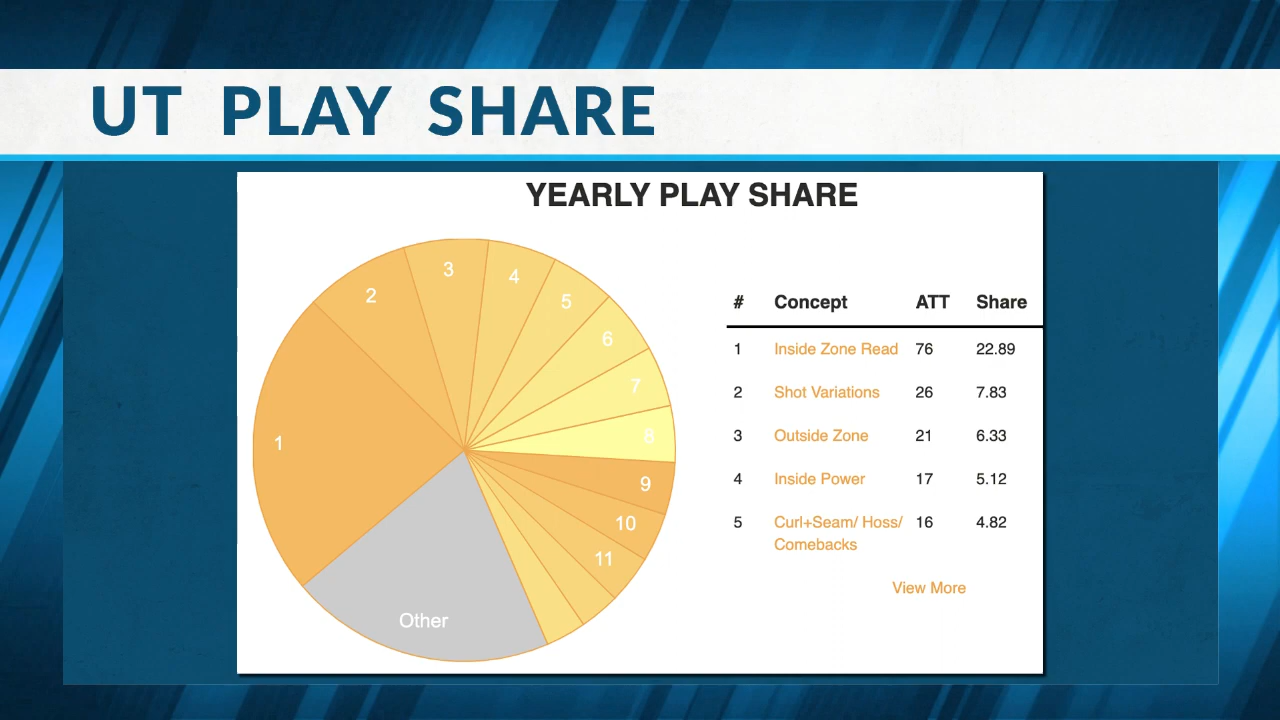 UT PLAY SHARE
YEARLY PLAY SHARE
1
2
3
4
5
6
7
8
9
10
11
Other
# Concept ATT Share
1 Inside Zone Read 76 22.89
2 Shot Variations 26 7.83
3 Outside Zone 21 6.33
4 Inside Power 17 5.12
5 Curl+Seam/ Hoss/ 16 4.82
Comebacks
View More